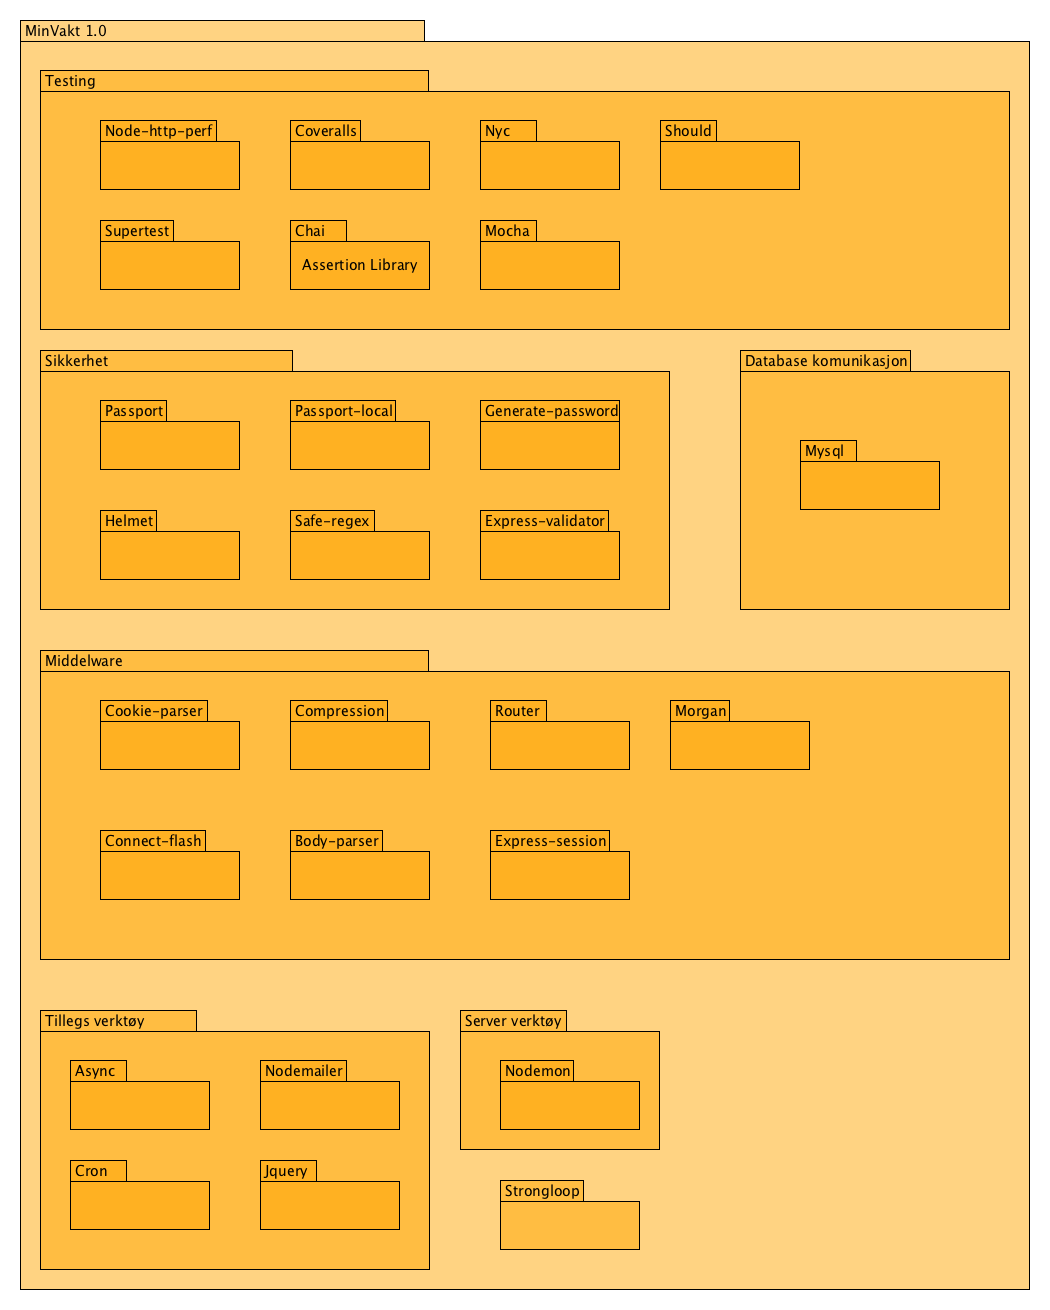 MinVakt 1.0
Testing
Node-http-perf
Coveralls
Nyc
Should
Supertest
Chai
Mocha
Assertion Library
Sikkerhet
Database komunikasjon
Passport
Passport-local
Generate-password
Mysql
Helmet
Safe-regex
Express-validator
Middelware
Cookie-parser
Compression
Router
Morgan
Connect-flash
Body-parser
Express-session
Tillegs verktøy
Server verktøy
Async
Nodemailer
Nodemon
Cron
Jquery
Strongloop